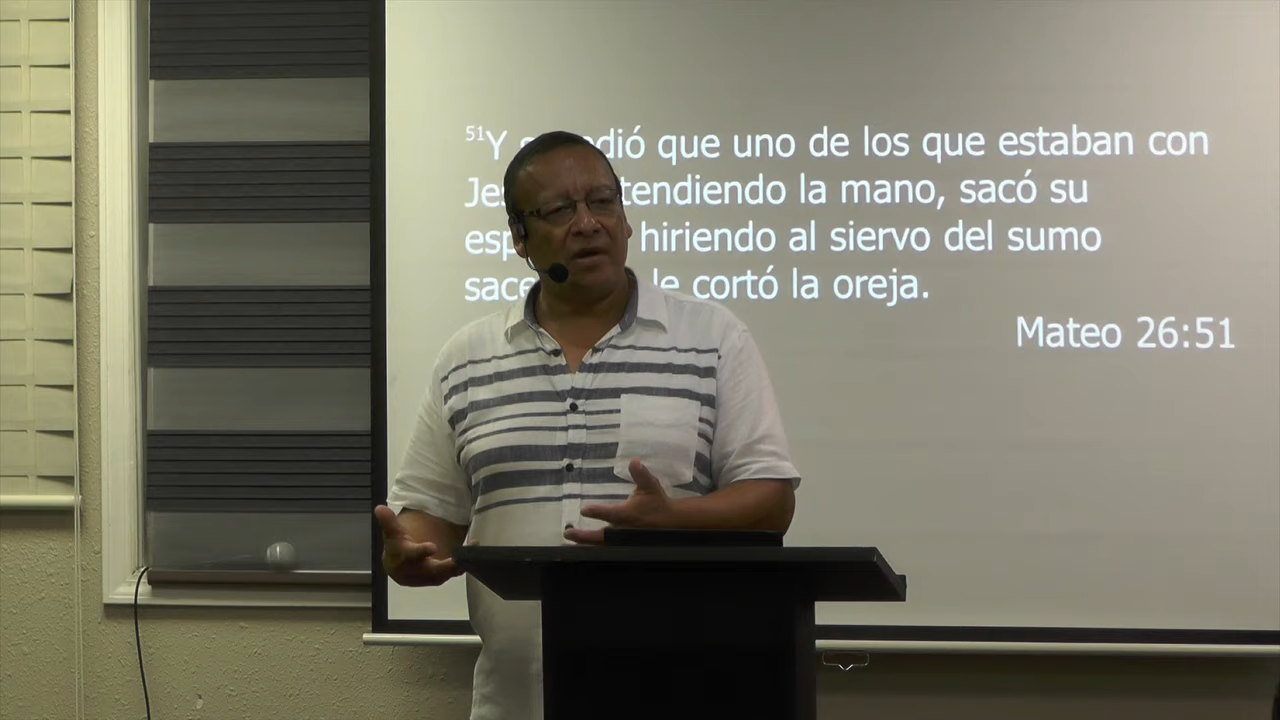 51Y que uno de los que estaban con
la mano, sacó su
hiriendo al siervo del sumo
le cortó la oreja.
Mateo 26:51